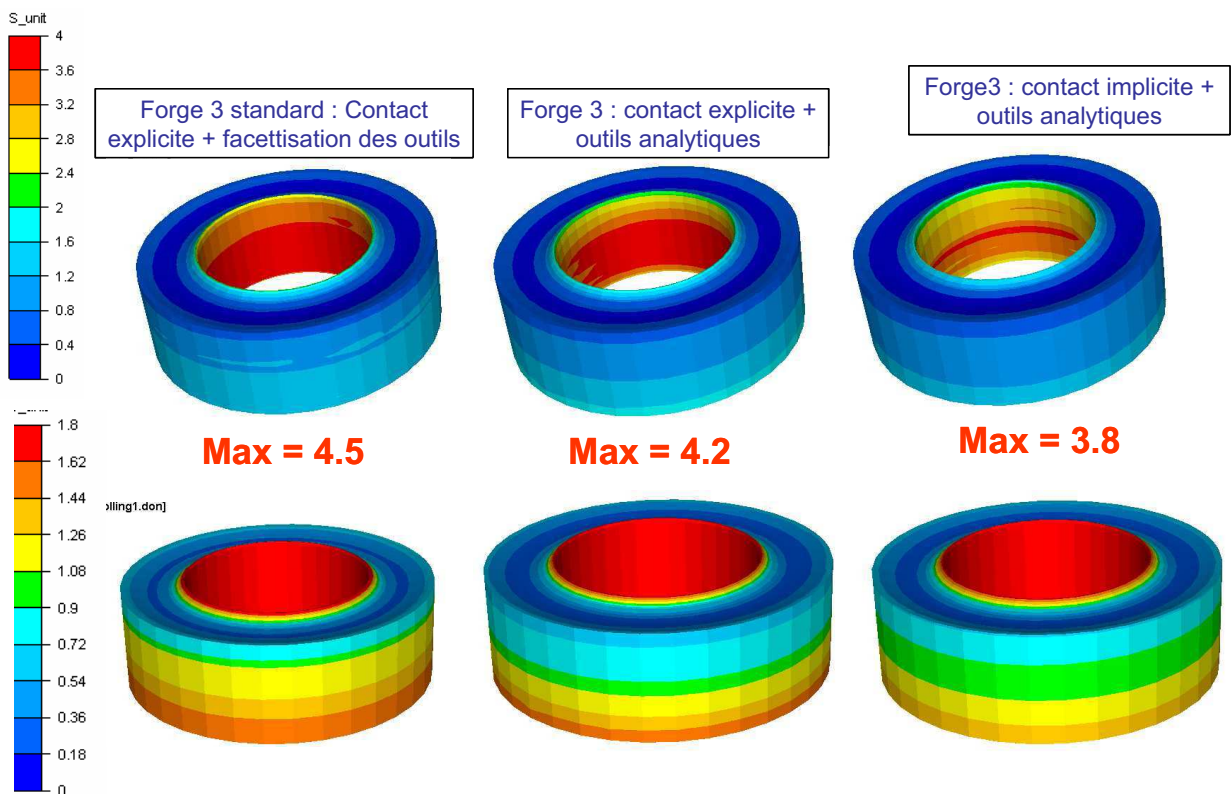 S_unit
4
3.6
3.2
2.8
2.4
2
1.6
1.2
0.8
0.4
0
Forge 3 standard : Contact
explicite + facettisation des outils
Forge 3 : contact explicite +
outils analytiques
Forge3 : contact implicite +
outils analytiques
Max = 4.5
Max = 4.2
Max = 3.8
1.8
1.62
1.44
1.26
1.08
0.9
0.72
0.54
0.36
0.18
0
olling1.don]